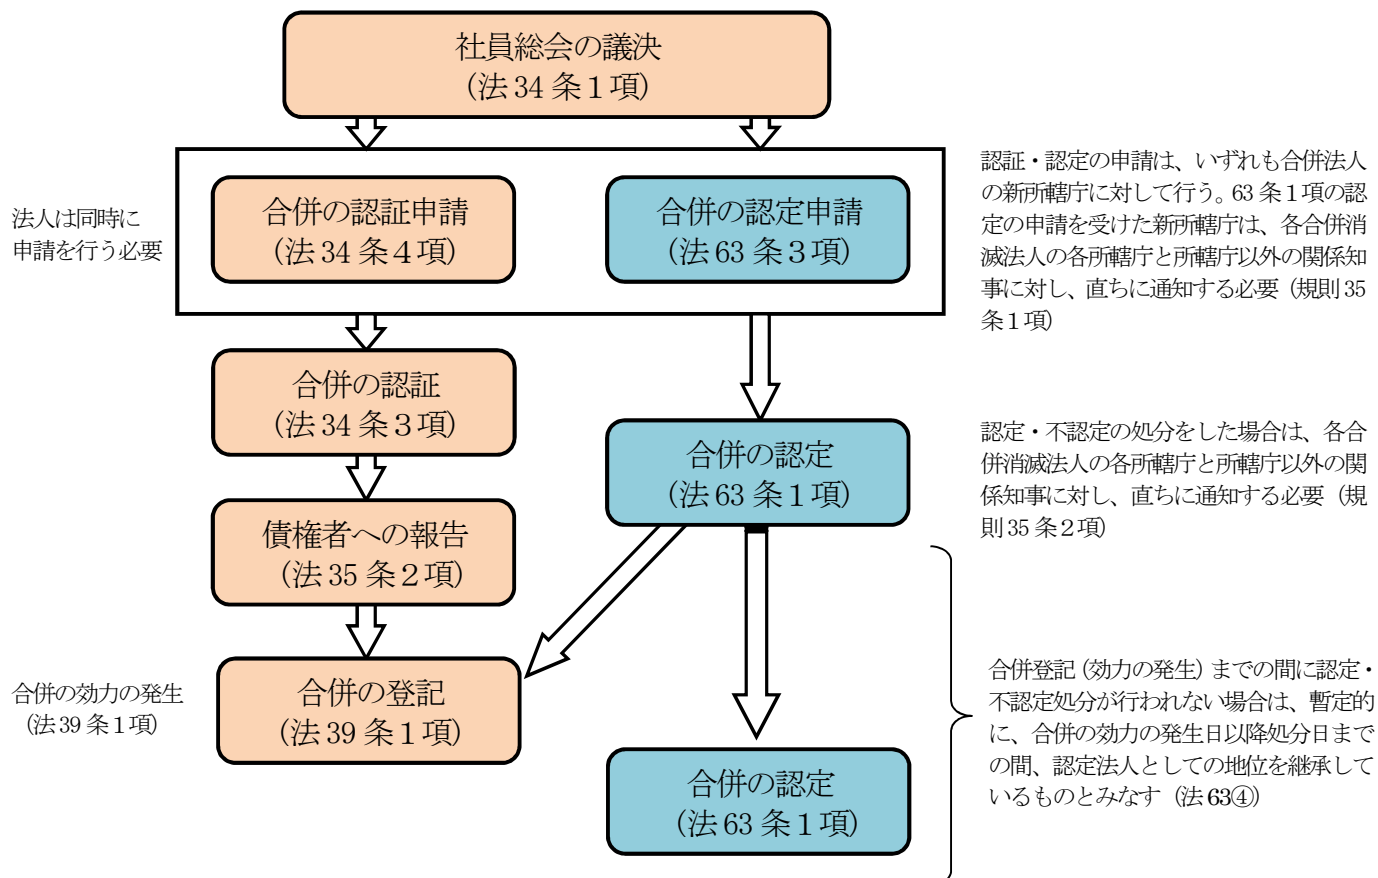 社員総会の議決
（法34条１項）
法人は同時に
申請を行う必要
合併の認証申請
（法34条４項）
合併の認定申請
（法63条３項）
認証・認定の申請は、いずれも合併法人
の新所轄庁に対して行う。63条１項の認
定の申請を受けた新所轄庁は、各合併消
滅法人の各所轄庁と所轄庁以外の関係知
事に対し、直ちに通知する必要（規則35
条１項）
合併の認証
（法34条３項）
合併の認定
（法63条１項）
認定・不認定の処分をした場合は、各合
併消滅法人の各所轄庁と所轄庁以外の関
係知事に対し、直ちに通知する必要（規
則35条２項）
債権者への報告
（法35条２項）
合併の効力の発生
（法39条１項）
合併の登記
（法39条１項）
合併の認定
（法63条１項）
合併登記（効力の発生）までの間に認定・
不認定処分が行われない場合は、暫定的
に、合併の効力の発生日以降処分日まで
の間、認定法人としての地位を継承して
いるものとみなす（法63④）